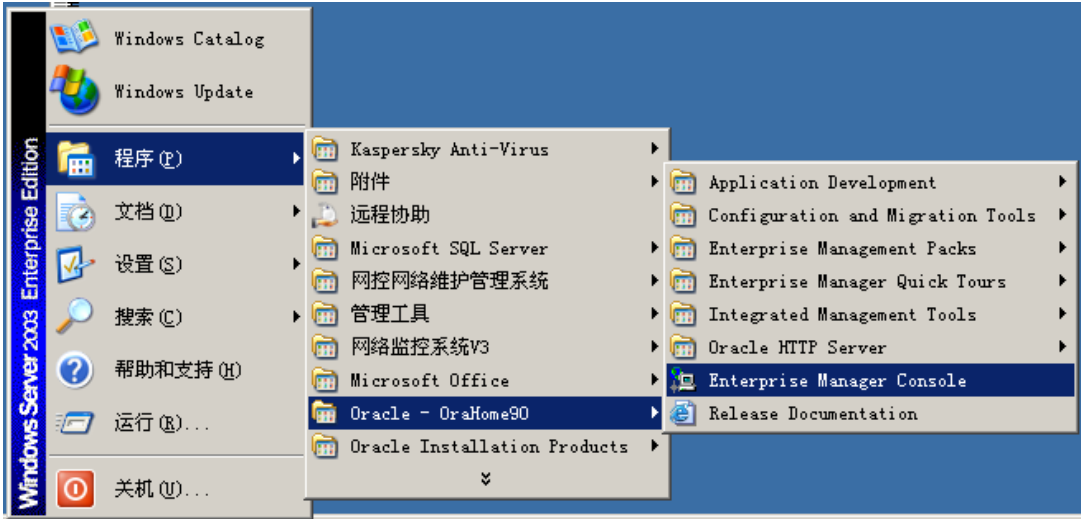 Windows Server 2003 Enterprise Edition
Windows Catalog
Windows Update
程序(P)
文档(D)
设置(S)
搜索(C)
帮助和支持(H)
运行(R)...
关机(U)...
Kaspersky Anti-Virus
附件
远程协助
Microsoft SQL Server
网控网络维护管理系统
管理工具
网络监控系统V3
Microsoft Office
Oracle - OraHome90
Oracle Installation Products
Application Development
Configuration and Migration Tools
Enterprise Management Packs
Enterprise Manager Quick Tours
Integrated Management Tools
Oracle HTTP Server
Enterprise Manager Console
Release Documentation